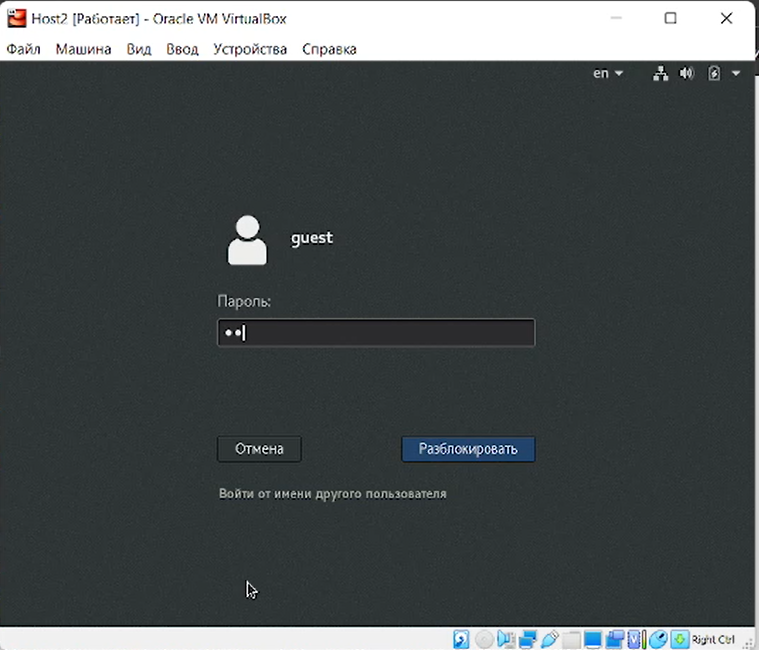 Host2 [Работает] - Oracle VM VirtualBox
Файл Машина Вид Ввод Устройства Справка
en
guest
Пароль:
Отмена Разблокировать
Войти от имени другого пользователя
Right Ctrl